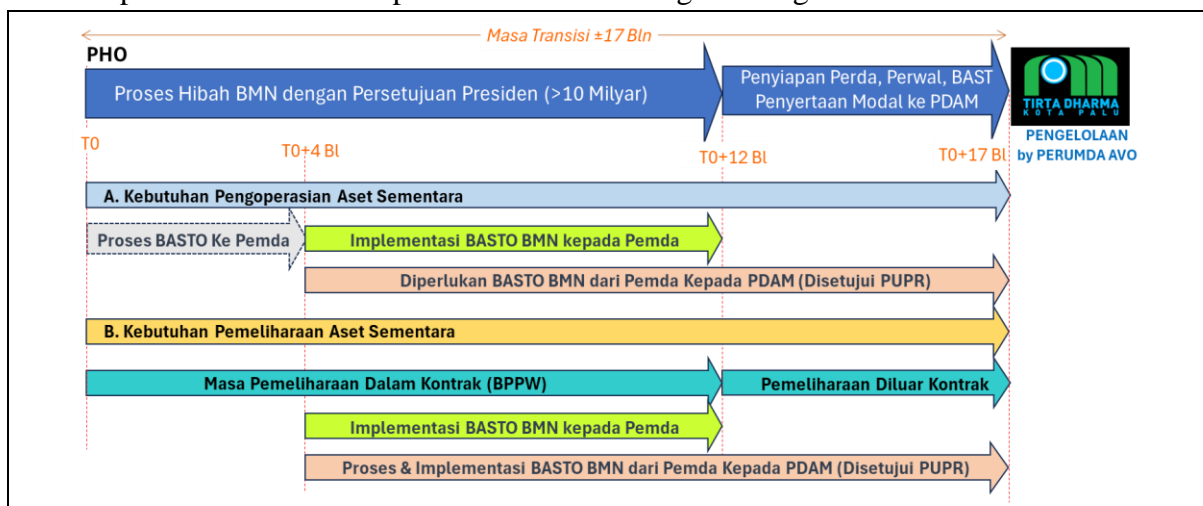 Masa Transisi ±17 Bln
PHO
Proses Hibah BMN dengan Persetujuan Presiden (>10 Milyar)
Penyiapan Perda, Perwal, BAST
Penyertaan Modal ke PDAM
TIRTA DHARMA
KOTA PALU
PENGELOLAAN
by PERUMDA AVO
T0
T0+4 Bl
T0+12 Bl
T0+17 Bl
A. Kebutuhan Pengoperasian Aset Sementara
Proses BASTO Ke Pemda
Implementasi BASTO BMN kepada Pemda
Diperlukan BASTO BMN dari Pemda Kepada PDAM (Disetujui PUPR)
B. Kebutuhan Pemeliharaan Aset Sementara
Masa Pemeliharaan Dalam Kontrak (BPPW)
Pemeliharaan Diluar Kontrak
Implementasi BASTO BMN kepada Pemda
Proses & Implementasi BASTO BMN dari Pemda Kepada PDAM (Disetujui PUPR)